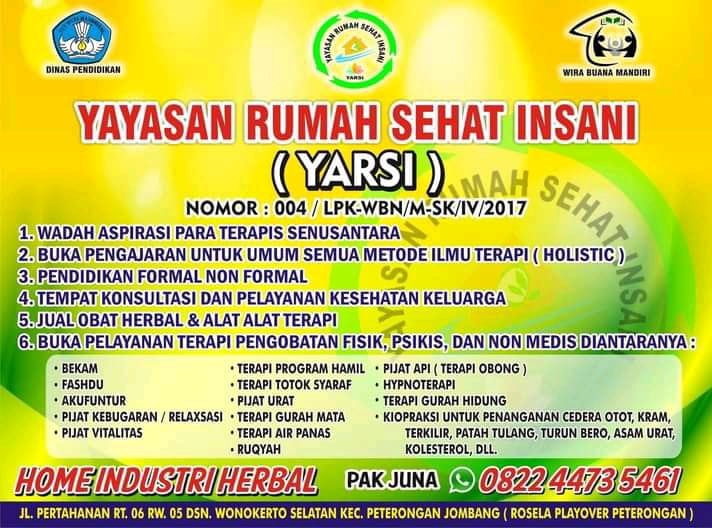 DINAS PENDIDIKAN
YAYASAN RUMAH SEHAT INSANI
YARSI
WIRA BUANA MANDIRI
YAYASAN RUMAH SEHAT INSANI
( YARSI )
NOMOR : 004 / LPK-WBN/M-SK/IV/2017
1. WADAH ASPIRASI PARA TERAPIS SENUSANTARA
2. BUKA PENGAJARAN UNTUK UMUM SEMUA METODE ILMU TERAPI ( HOLISTIC )
3. PENDIDIKAN FORMAL NON FORMAL
4. TEMPAT KONSULTASI DAN PELAYANAN KESEHATAN KELUARGA
5. JUAL OBAT HERBAL & ALAT ALAT TERAPI
6. BUKA PELAYANAN TERAPI PENGOBATAN FISIK, PSIKIS, DAN NON MEDIS DIANTARANYA :
• BEKAM
• FASHDU
• AKUFUNTUR
• PIJAT KEBUGARAN / RELAXSASI
• PIJAT VITALITAS
• TERAPI PROGRAM HAMIL
• TERAPI TOTOK SYARAF
• PIJAT URAT
• TERAPI GURAH MATA
• TERAPI AIR PANAS
• RUQYAH
• PIJAT API ( TERAPI OBONG )
• HYPNOTERAPI
• TERAPI GURAH HIDUNG
• KIOPRAKSI UNTUK PENANGANAN CEDERA OTOT, KRAM,
TERKILIR, PATAH TULANG, TURUN BERO, ASAM URAT,
KOLESTEROL, DLL.
HOME INDUSTRI HERBAL PAK JUNA 0822 4473 5461
JL. PERTAHANAN RT. 06 RW. 05 DSN. WONOKERTO SELATAN KEC. PETERONGAN JOMBANG ( ROSELA PLAYOVER PETERONGAN )